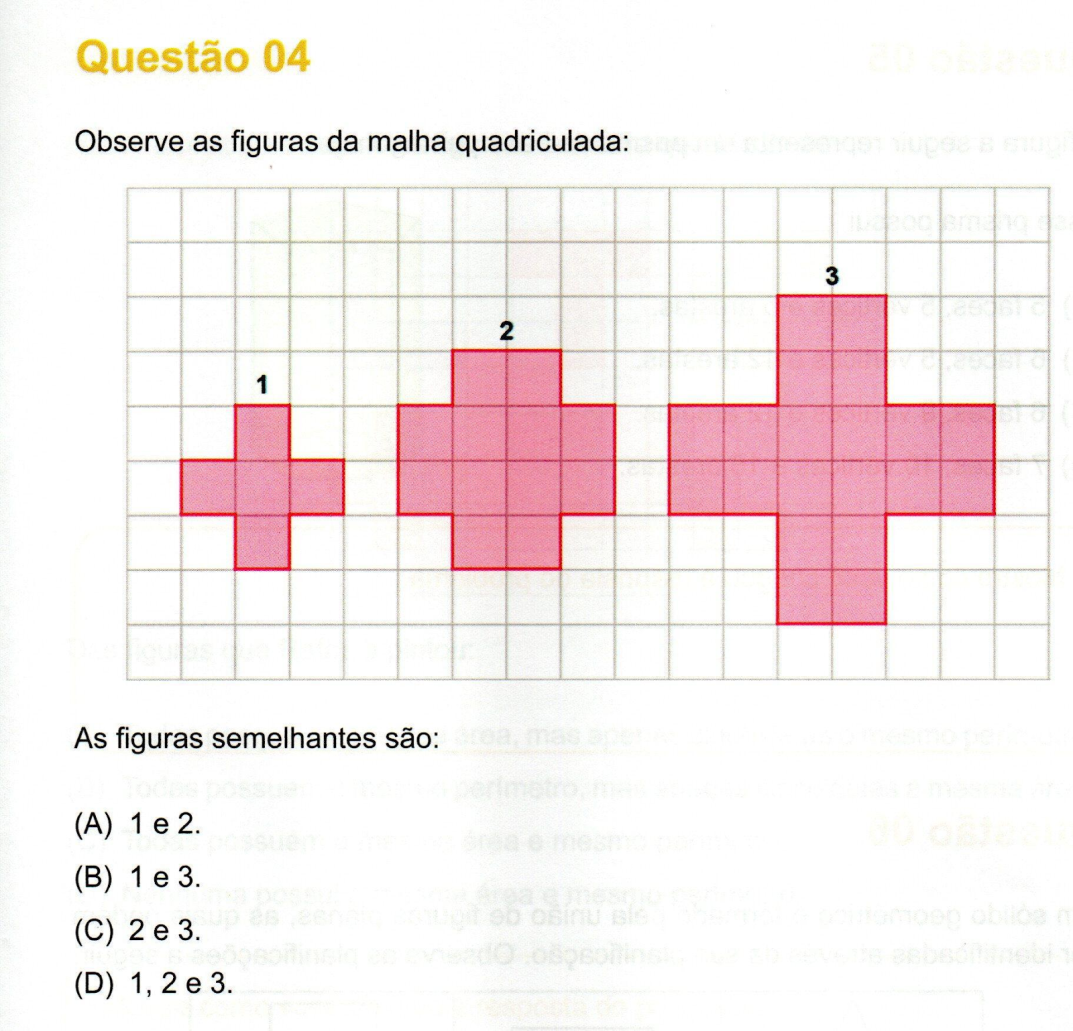 Questão 04
Observe as figuras da malha quadriculada:
1
2
3
As figuras semelhantes são:
(A) 1 e 2.
(B) 1 e 3.
(C) 2 e 3.
(D) 1, 2 e 3.